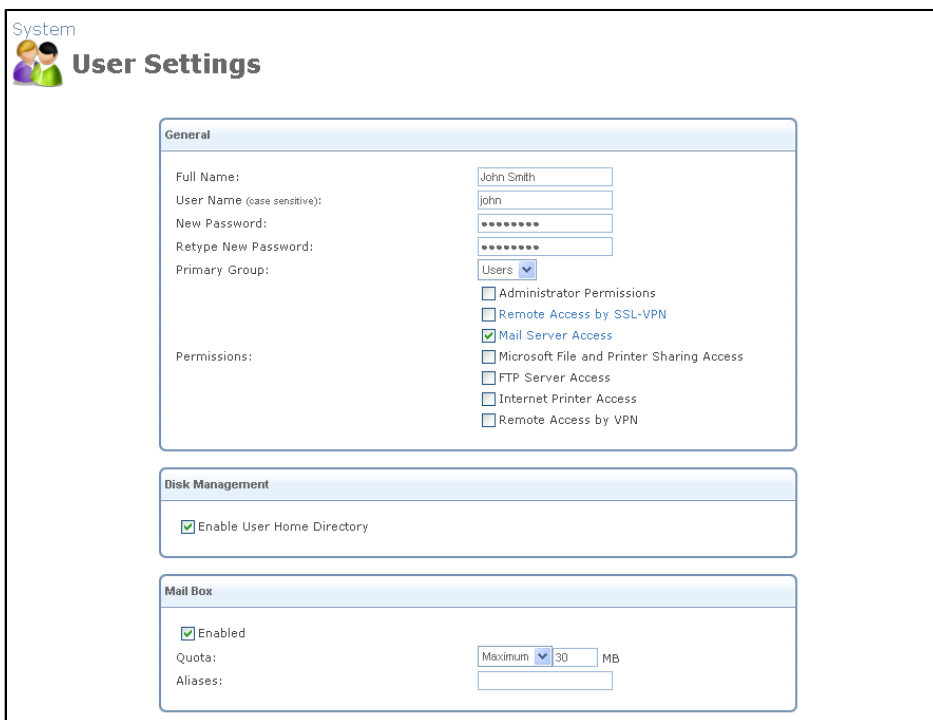 System
User Settings
General
Full Name: John Smith
User Name (case sensitive): john
New Password: ••••••••
Retype New Password: ••••••••
Primary Group: Users
Administrator Permissions
Remote Access by SSL-VPN
Mail Server Access
Permissions: Microsoft File and Printer Sharing Access
FTP Server Access
Internet Printer Access
Remote Access by VPN
Disk Management
Enable User Home Directory
Mail Box
Enabled
Quota: Maximum 30 MB
Aliases: